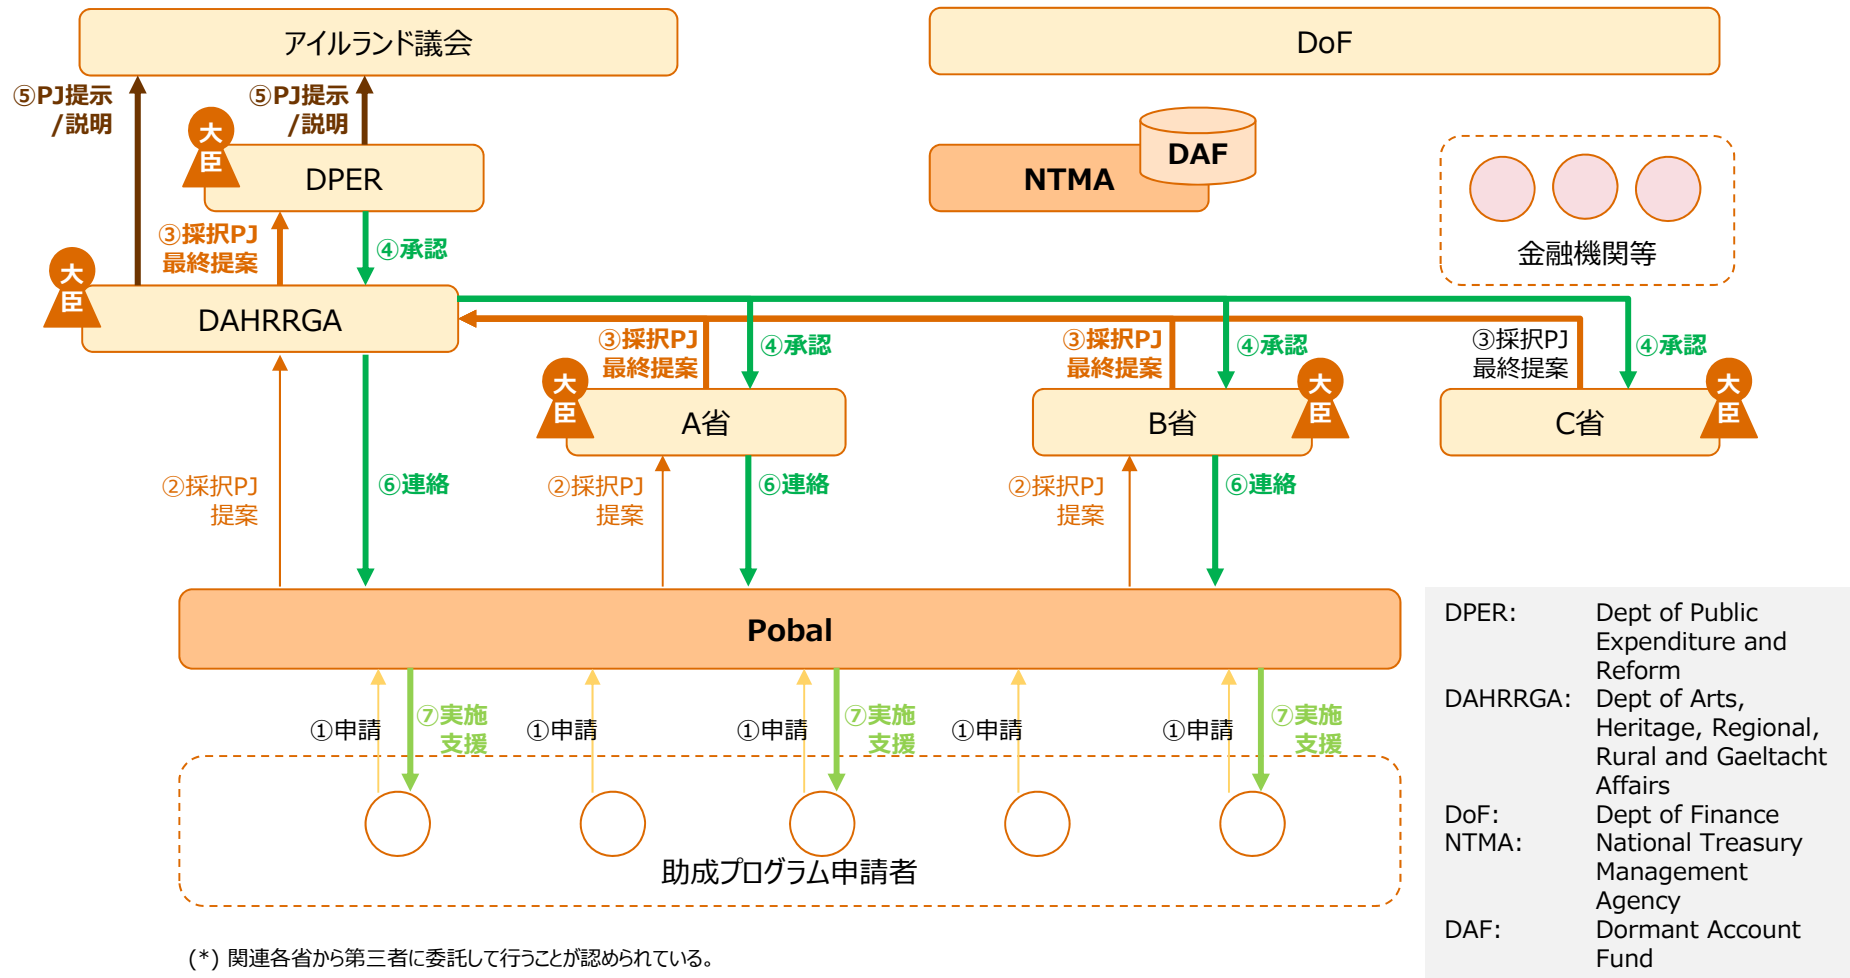 アイルランド議会
DoF
⑤PJ提示
/説明
⑤PJ提示
/説明
大
臣
DPER
NTMA
DAF
金融機関等
③採択PJ
最終提案
④承認
大
臣
DAHRRGA
③採択PJ
最終提案
④承認
③採択PJ
最終提案
④承認
③採択PJ
最終提案
④承認
大
臣
A省
B省
大
臣
C省
大
臣
②採択PJ
提案
⑥連絡
②採択PJ
提案
⑥連絡
②採択PJ
提案
⑥連絡
Pobal
①申請
⑦実施
支援
①申請
①申請
⑦実施
支援
①申請
①申請
⑦実施
支援
助成プログラム申請者
(*) 関連各省から第三者に委託して行うことが認められている。
DPER: Dept of Public
Expenditure and
Reform
DAHRRGA: Dept of Arts,
Heritage, Regional,
Rural and Gaeltacht
Affairs
DoF: Dept of Finance
NTMA: National Treasury
Management
Agency
DAF: Dormant Account
Fund